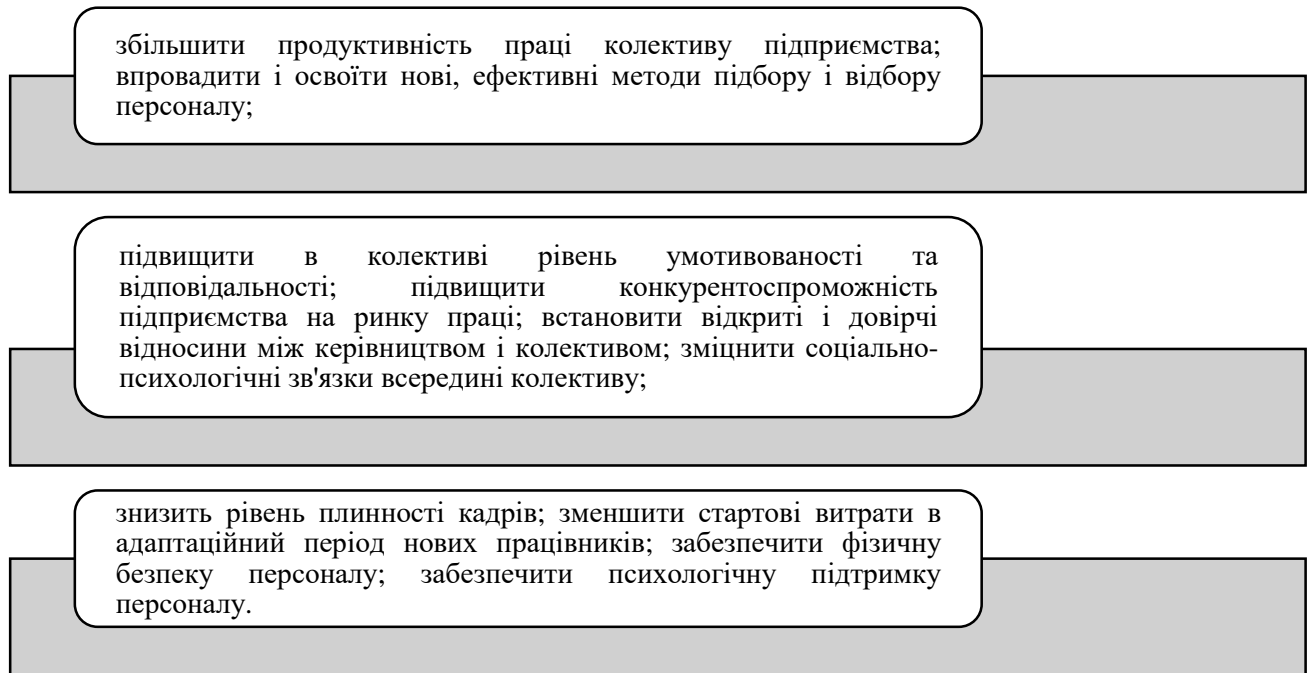 збільшити продуктивність праці колективу підприємства;
впровадити і освоїти нові, ефективні методи підбору і відбору
персоналу;
підвищити в колективі рівень умотивованості та
відповідальності; підвищити конкурентоспроможність
підприємства на ринку праці; встановити відкриті і довірчі
відносини між керівництвом і колективом; зміцнити соціально-
психологічні зв'язки всередині колективу;
знизить рівень плинності кадрів; зменшити стартові витрати в
адаптаційний період нових працівників; забезпечити фізичну
безпеку персоналу; забезпечити психологічну підтримку
персоналу.